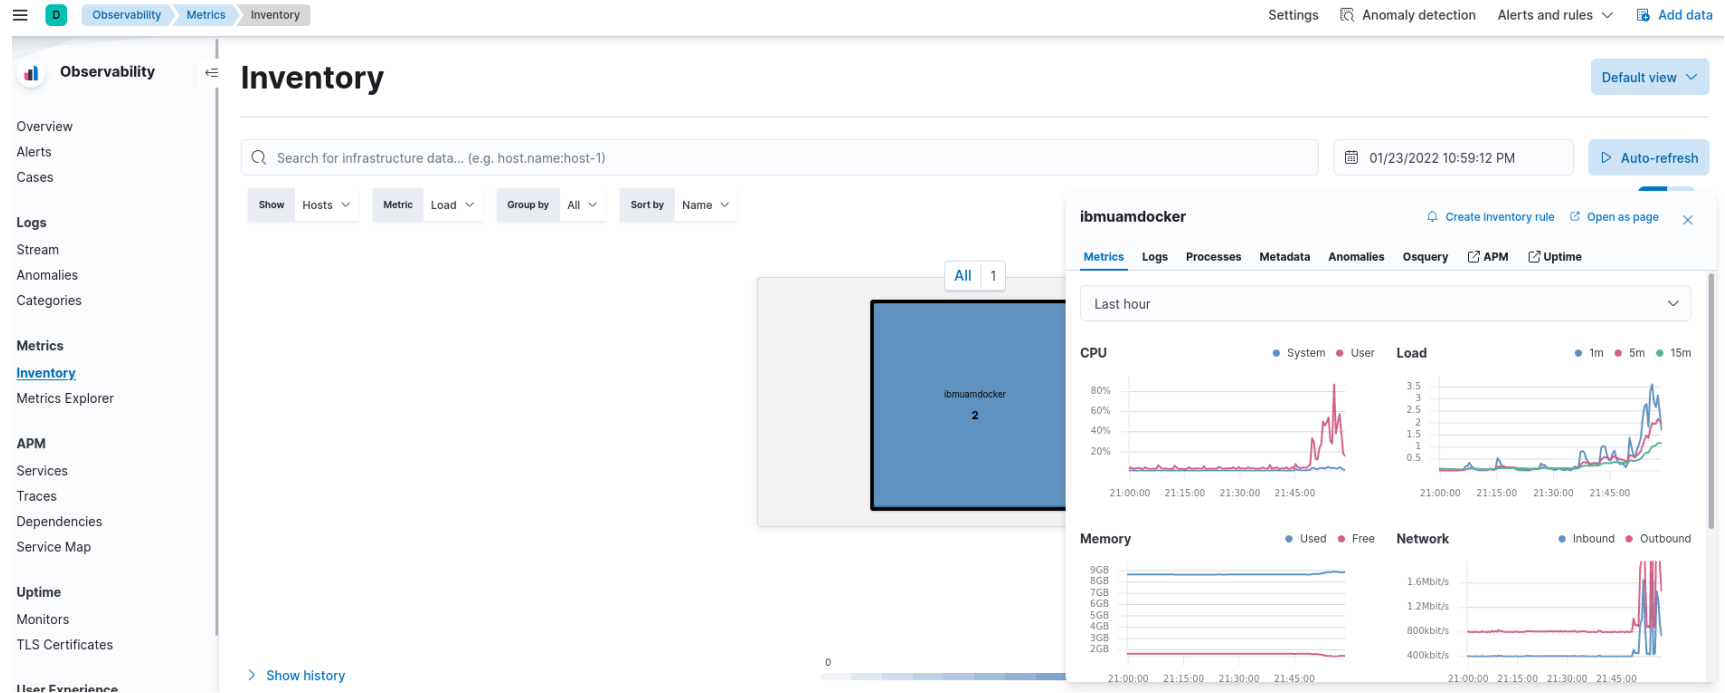 D Observability Metrics Inventory Settings Anomaly detection Alerts and rules Add data
Observability
Overview
Alerts
Cases
Logs
Stream
Anomalies
Categories
Metrics
Inventory
Metrics Explorer
APM
Services
Traces
Dependencies
Service Map
Uptime
Monitors
TLS Certificates
User Experience
Inventory
Default view
Search for infrastructure data... (e.g. host.name:host-1)
01/23/2022 10:59:12 PM
Auto-refresh
Show Hosts Metric Load Group by All Sort by Name
All 1
ibmuamdocker
2
Show history
0
ibmuamdocker
Create inventory rule
Open as page
Metrics Logs Processes Metadata Anomalies Osquery APM Uptime
Last hour
CPU System User
80%
60%
40%
20%
21:00:00 21:15:00 21:30:00 21:45:00
Load 1m 5m 15m
3.5
3
2.5
2
1.5
1
0.5
21:00:00 21:15:00 21:30:00 21:45:00
Memory Used Free
9GB
8GB
7GB
6GB
5GB
4GB
3GB
2GB
21:00:00 21:15:00 21:30:00 21:45:00
Network Inbound Outbound
1.6Mbit/s
1.2Mbit/s
800kbit/s
400kbit/s
21:00:00 21:15:00 21:30:00 21:45:00